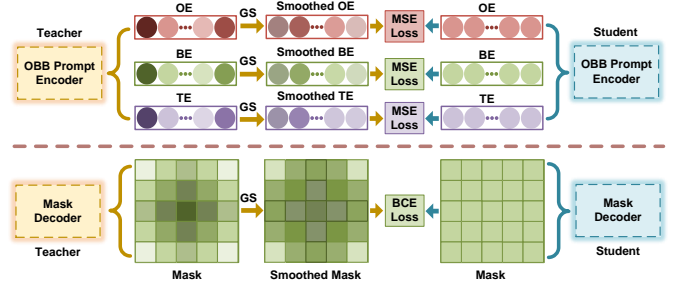 OE GS Smoothed OE OE
Teacher MSE Loss Student
OBB Prompt Encoder
BE GS Smoothed BE MSE Loss BE
OBB Prompt Encoder
TE GS Smoothed TE MSE Loss TE
Mask Decoder
GS
BCE Loss
Mask Decoder
Teacher
Student
Mask Smoothed Mask Mask